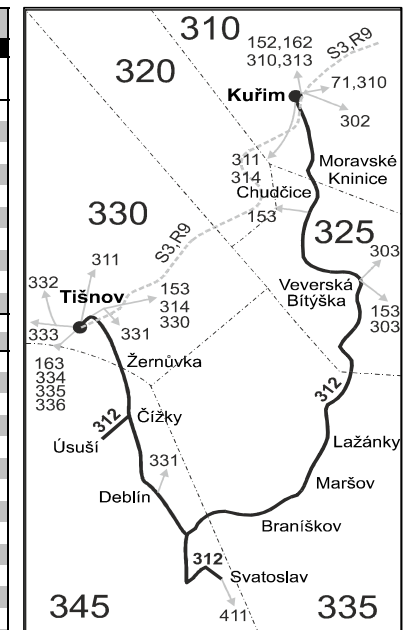 310
152,162
310,313
S3,R9
320
Kuřim
71,310
302
311
314
Moravské
Kninice
Chudčice
153
330
325
S3,R9
303
311
332
Tišnov
153
314
330
Veverská
Bítýška
153
303
333
331
163
334
335
336
Žernůvka
312
312
Čížky
Úsuší
Lažánky
331
Maršov
Deblín
Braníškov
312
Svatoslav
345
411
335